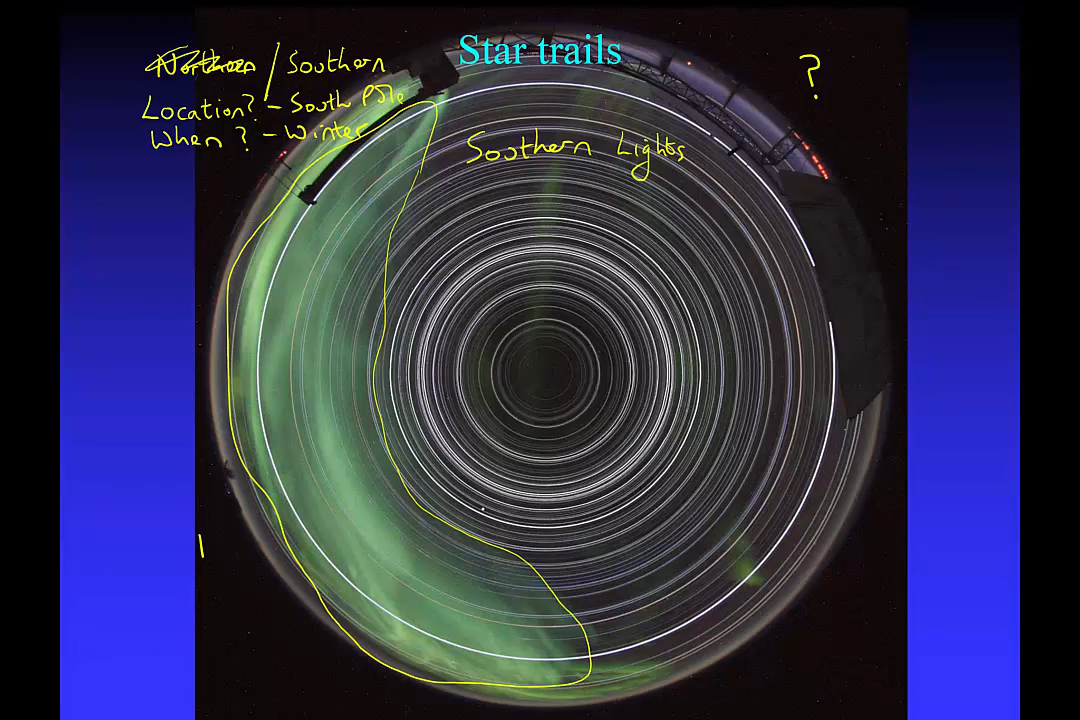 Star trails
Northern / Southern
?
Location? - South Pole
When? - Winter
Southern Lights